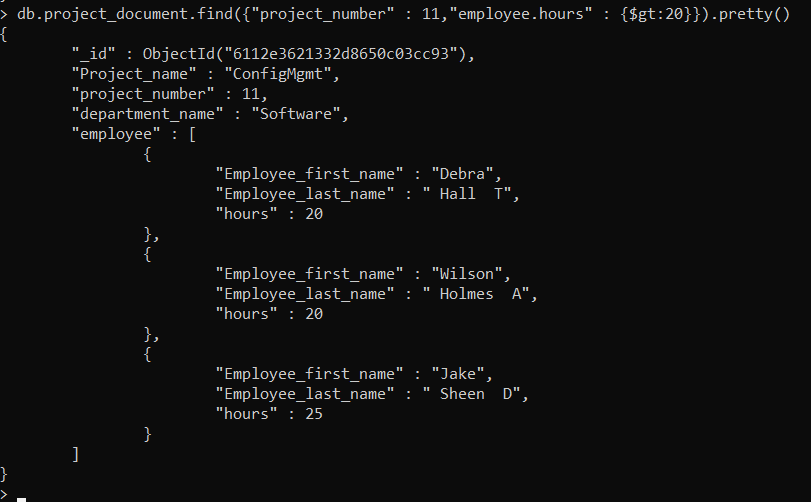 > db.project_document.find({"project_number" : 11,"employee.hours" : {$gt:20}}).pretty()
{
        "_id" : ObjectId("6112e3621332d8650c03cc93"),
        "Project_name" : "ConfigMgmt",
        "project_number" : 11,
        "department_name" : "Software",
        "employee" : [
                {
                        "Employee_first_name" : "Debra",
                        "Employee_last_name" : " Hall  T",
                        "hours" : 20
                },
                {
                        "Employee_first_name" : "Wilson",
                        "Employee_last_name" : " Holmes  A",
                        "hours" : 20
                },
                {
                        "Employee_first_name" : "Jake",
                        "Employee_last_name" : " Sheen  D",
                        "hours" : 25
                }
        ]
}
>